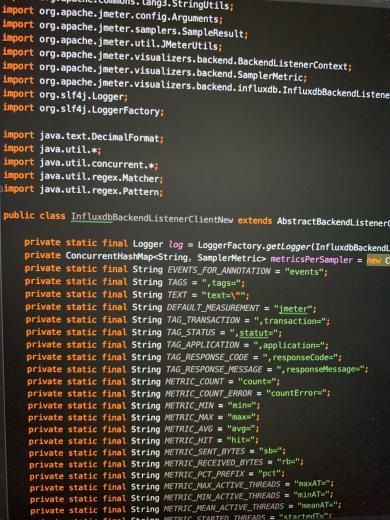 org.apache.commons.lang3.StringUtils;
import org.apache.jmeter.config.Arguments;
import org.apache.jmeter.samplers.SampleResult;
import org.apache.jmeter.util.JMeterUtils;
import org.apache.jmeter.visualizers.backend.BackendListenerContext;
import org.apache.jmeter.visualizers.backend.SamplerMetric;
import org.apache.jmeter.visualizers.backend.influxdb.InfluxdbBackendListene
import org.slf4j.Logger;
import org.slf4j.LoggerFactory;
import java.text.DecimalFormat;
import java.util.*;
import java.util.concurrent.*;
import java.util.regex.Matcher;
import java.util.regex.Pattern;
public class InfluxdbBackendListenerClientNew extends AbstractBackendListener
private static final Logger log = LoggerFactory.getLogger(InfluxdbBackendL
private ConcurrentHashMap<String, SamplerMetric> metricsPerSampler = new C
private static final String EVENTS_FOR_ANNOTATION = "events";
private static final String TAGS = ",tags=";
private static final String TEXT = "text=\"";
private static final String DEFAULT_MEASUREMENT = "jmeter";
private static final String TAG_TRANSACTION = ",transaction=";
private static final String TAG_STATUS = ",statut=";
private static final String TAG_APPLICATION = ",application=";
private static final String TAG_RESPONSE_CODE = ",responseCode=";
private static final String TAG_RESPONSE_MESSAGE = ",responseMessage=";
private static final String METRIC_COUNT = "count=";
private static final String METRIC_COUNT_ERROR = "countError=";
private static final String METRIC_MIN = "min=";
private static final String METRIC_MAX = "max=";
private static final String METRIC_AVG = "avg=";
private static final String METRIC_HIT = "hit=";
private static final String METRIC_SENT_BYTES = "sb=";
private static final String METRIC_RECEIVED_BYTES = "rb=";
private static final String METRIC_PCT_PREFIX = "pct";
private static final String METRIC_MAX_ACTIVE_THREADS = "maxAT=";
private static final String METRIC_MIN_ACTIVE_THREADS = "minAT=";
private static final String METRIC_MEAN_ACTIVE_THREADS = "meanAT=";
private static final String METRIC_STARTED_THREADS = "startedT=";